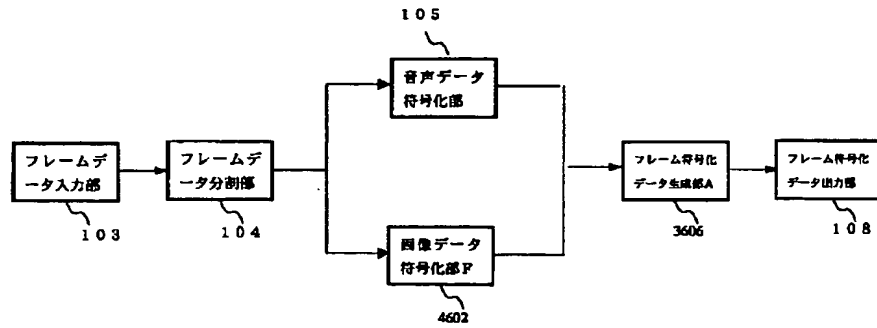 １０５
音声データ
符号化部
フレームデ
ータ入力部
１０３
フレームデ
ータ分割部
１０４
画像データ
符号化部F
4602
フレーム符号化
データ生成部A
3606
フレーム符号化
データ出力部
１０８